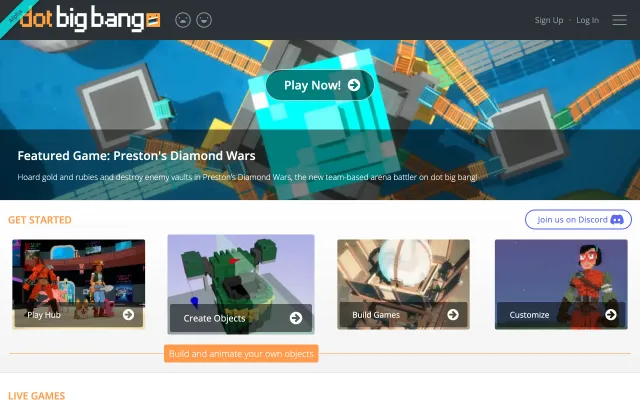 Alpha
dot big bang
Sign Up · Log In
Play Now!
Featured Game: Preston's Diamond Wars
Hoard gold and rubies and destroy enemy vaults in Preston's Diamond Wars, the new team-based arena battler on dot big bang!
GET STARTED
Join us on Discord
Play Hub
Create Objects
Build Games
Customize
Build and animate your own objects
LIVE GAMES